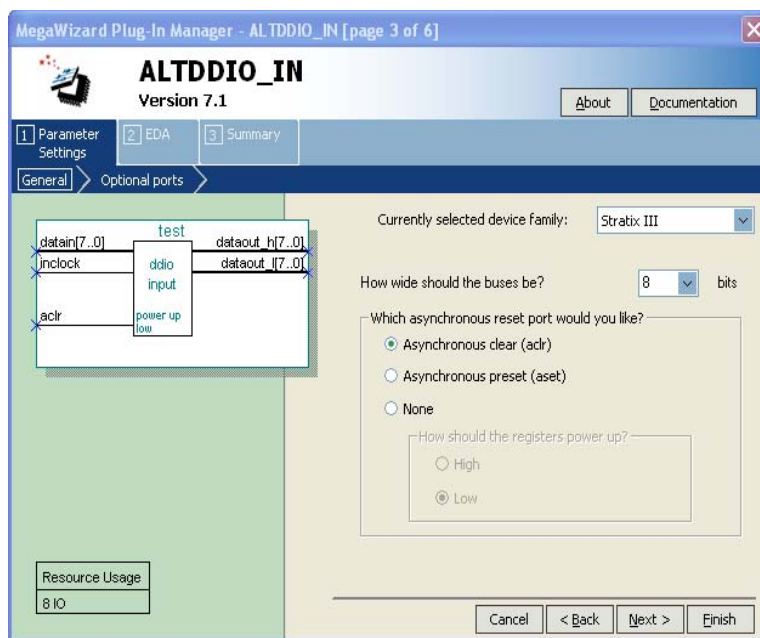 MegaWizard Plug-In Manager - ALTDDIO_IN [page 3 of 6]
ALTDDIO_IN
Version 7.1
About
Documentation
1 Parameter Settings
2 EDA
3 Summary
General
Optional ports
test
datain[7..0]
inclock
aclr
ddio
input
power up
low
dataout_h[7..0]
dataout_l[7..0]
Currently selected device family:
Stratix III
How wide should the buses be?
8
bits
Which asynchronous reset port would you like?
Asynchronous clear (aclr)
Asynchronous preset (aset)
None
How should the registers power up?
High
Low
Resource Usage
8 IO
Cancel
< Back
Next >
Finish